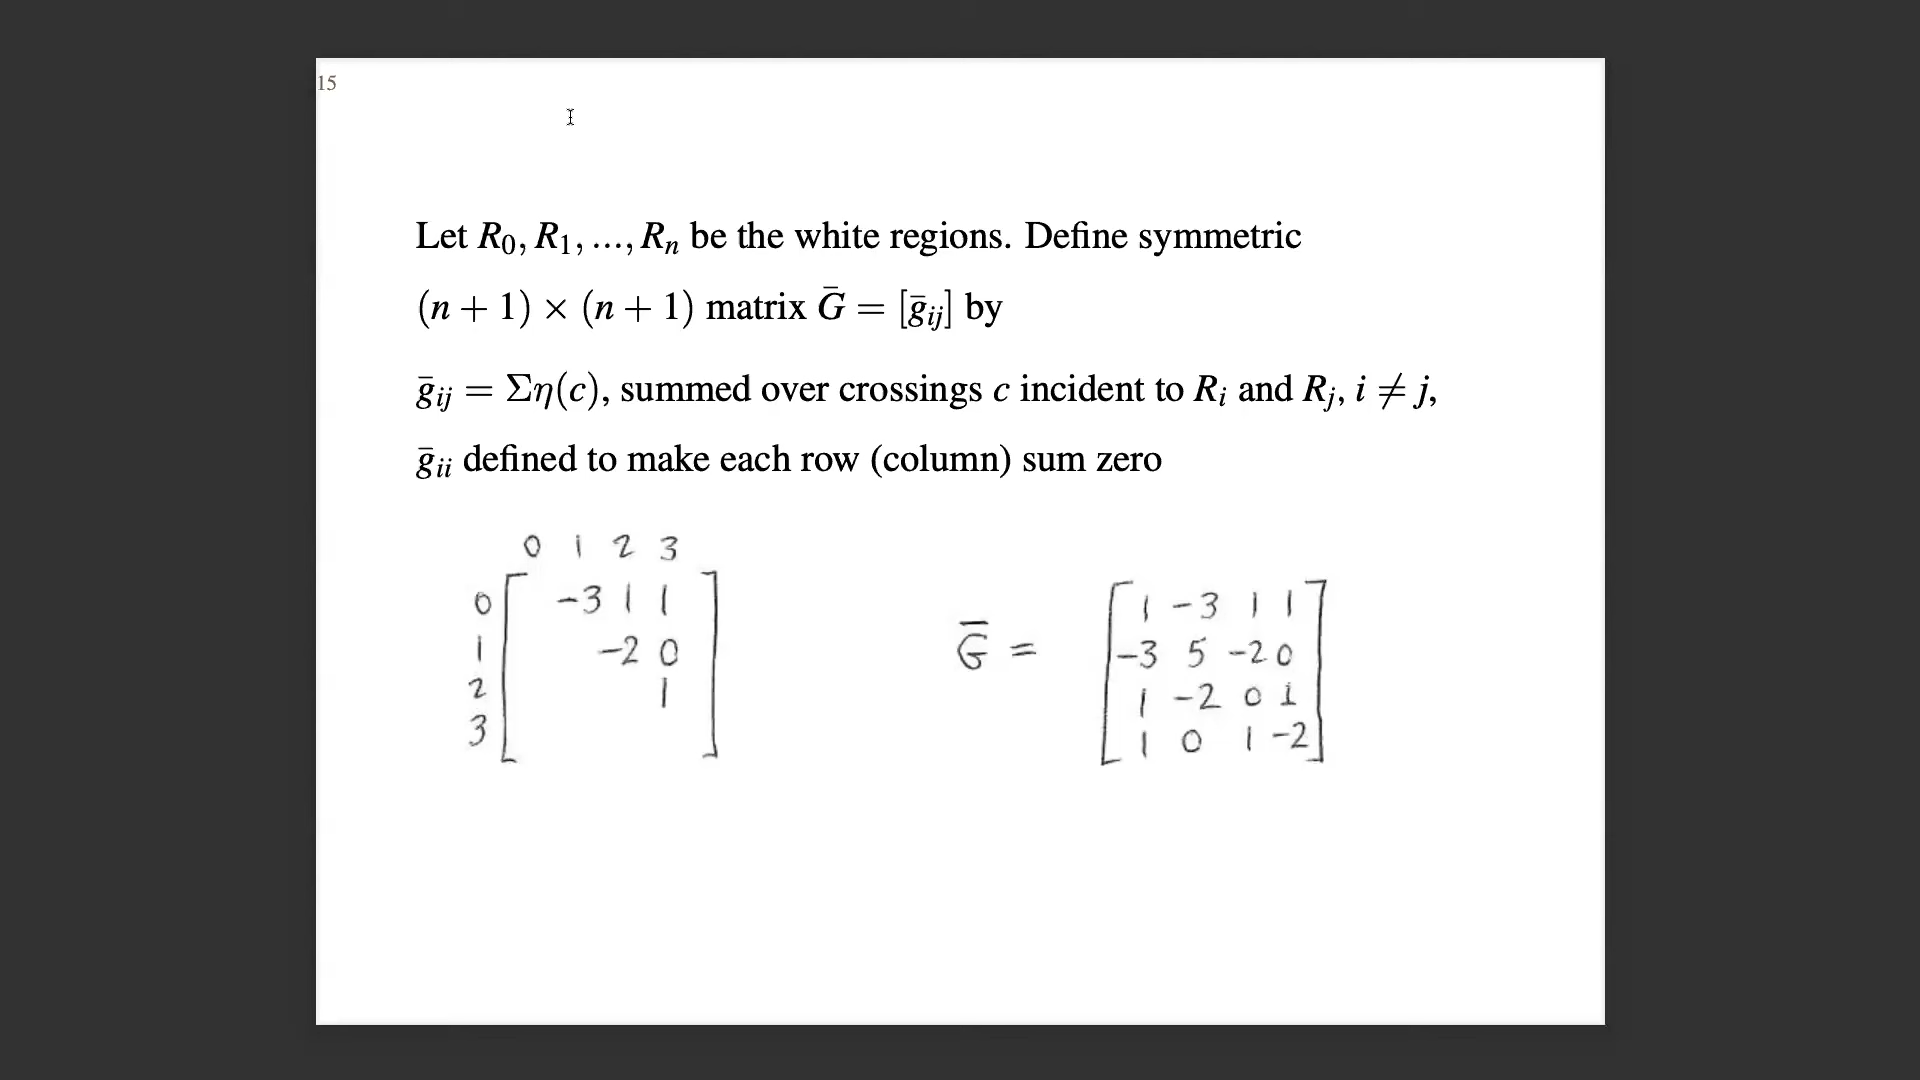 15
Let R₀, R₁, ..., Rₙ be the white regions. Define symmetric
(n + 1) × (n + 1) matrix Ḡ = [ḡᵢⱼ] by
ḡᵢⱼ = Ση(c), summed over crossings c incident to Rᵢ and Rⱼ, i ≠ j,
ḡᵢᵢ defined to make each row (column) sum zero
0 1 2 3
0 [ -3 1 1 ]
1 -2 0
2 1
3
Ḡ =
1 -3 1 1
-3 5 -2 0
1 -2 0 1
1 0 1 -2